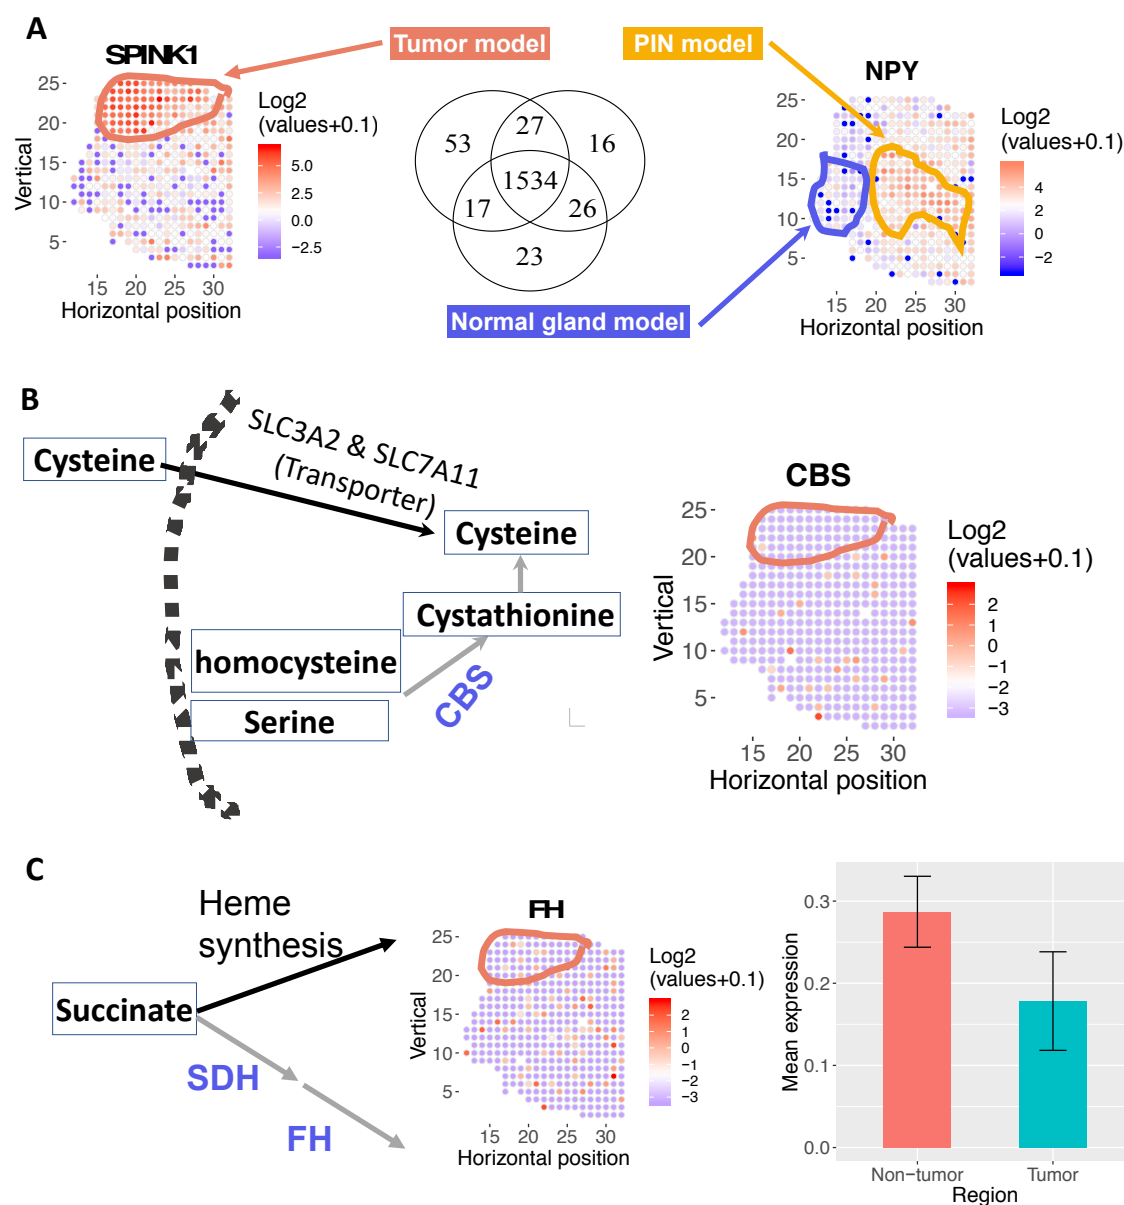 A
SPINK1
Tumor model
PIN model
NPY
Log2
(values+0.1)
5.0
2.5
0.0
−2.5
25
20
15
10
5
Vertical
15 20 25 30
Horizontal position
53
27
16
1534
17
26
23
Normal gland model
25
20
15
10
5
15 20 25 30
Horizontal position
Log2
(values+0.1)
4
2
0
−2
B
Cysteine
SLC3A2 & SLC7A11
(Transporter)
Cysteine
Cystathionine
homocysteine
Serine
CBS
CBS
25
20
15
10
5
Vertical
15 20 25 30
Horizontal position
Log2
(values+0.1)
2
1
0
−1
−2
−3
C
Heme
synthesis
Succinate
SDH
FH
FH
25
20
15
10
5
Vertical
15 20 25 30
Horizontal position
Log2
(values+0.1)
2
1
0
−1
−2
−3
Mean expression
0.3
0.2
0.1
0.0
Non−tumor Tumor
Region